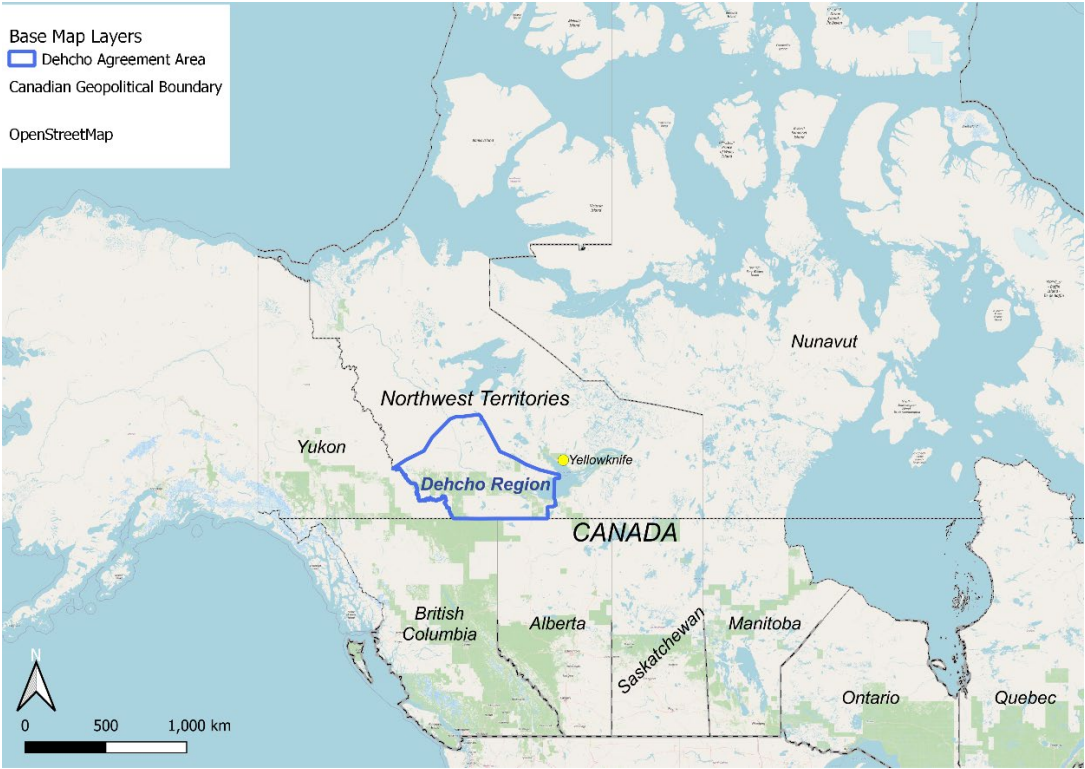 Base Map Layers
Dehcho Agreement Area
Canadian Geopolitical Boundary
OpenStreetMap
Nunavut
Northwest Territories
Yukon
Yellowknife
Dehcho Region
CANADA
British
Columbia
Alberta
Saskatchewan
Manitoba
Ontario
Quebec
N
0 500 1,000 km